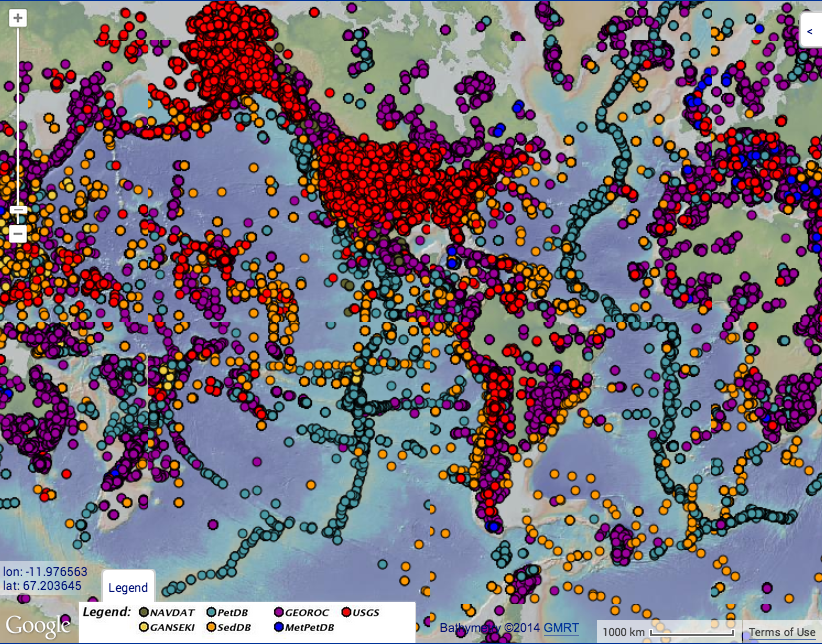 +
<
−
lon: -11.976563
lat: 67.203645
Legend
Legend: NAVDAT PetDB GEOROC USGS
GANSEKI SedDB MetPetDB
Google
Bathymetry ©2014 GMRT
1000 km
Terms of Use